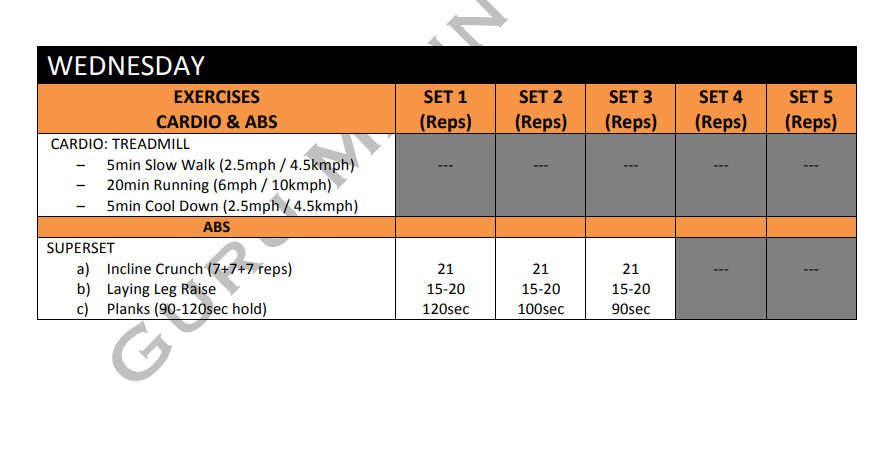 WEDNESDAY
EXERCISES CARDIO & ABS SET 1 (Reps) SET 2 (Reps) SET 3 (Reps) SET 4 (Reps) SET 5 (Reps)
CARDIO: TREADMILL
– 5min Slow Walk (2.5mph / 4.5kmph) --- --- --- --- ---
– 20min Running (6mph / 10kmph)
– 5min Cool Down (2.5mph / 4.5kmph)
ABS
SUPERSET
a) Incline Crunch (7+7+7 reps) 21 21 21 --- ---
b) Laying Leg Raise 15-20 15-20 15-20
c) Planks (90-120sec hold) 120sec 100sec 90sec
GURU M